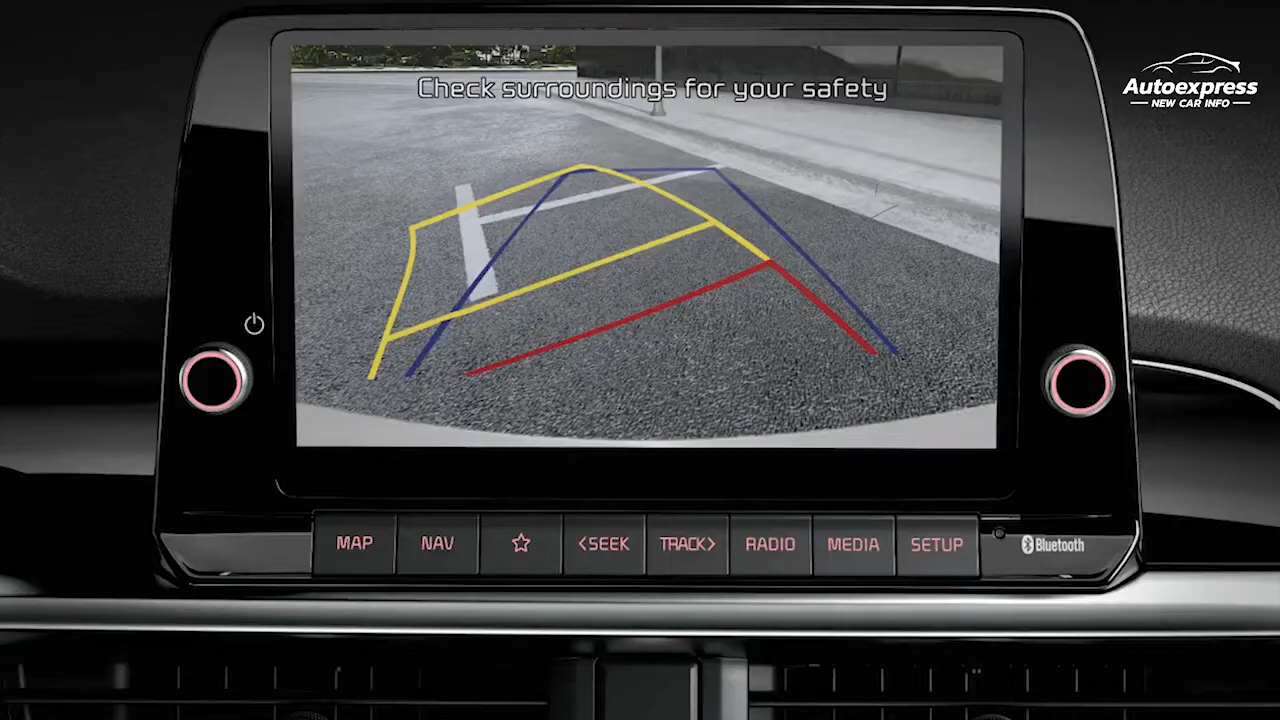 Check surroundings for your safety
Autoexpress
NEW CAR INFO
MAP NAV <SEEK TRACK> RADIO MEDIA SETUP
Bluetooth